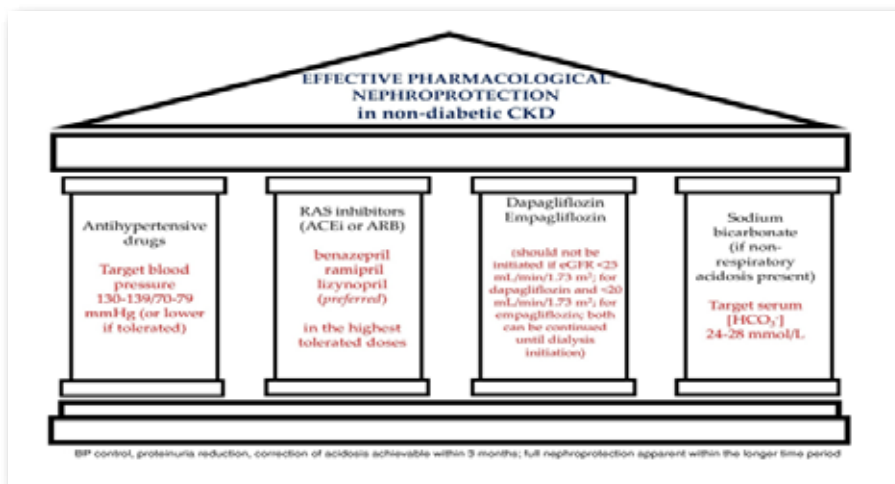 EFFECTIVE PHARMACOLOGICAL
NEPHROPROTECTION
in non-diabetic CKD
Antihypertensive
drugs
Target blood
pressure
130-139/70-79
mmHg (or lower
if tolerated)
RAS inhibitors
(ACEi or ARB)
benazepril
ramipril
lizynopril
(preferred)
in the highest
tolerated doses
Dapagliflozin
Empagliflozin
(should not be
initiated if eGFR <25
mL/min/1.73 m²; for
dapagliflozin and <20
mL/min/1.73 m²; for
empagliflozin; both
can be continued
until dialysis
initiation)
Sodium
bicarbonate
(if non-
respiratory
acidosis present)
Target serum
[HCO₃⁻]
24-28 mmol/L
BP control, proteinuria reduction, correction of acidosis achievable within 3 months; full nephroprotection apparent within the longer time period